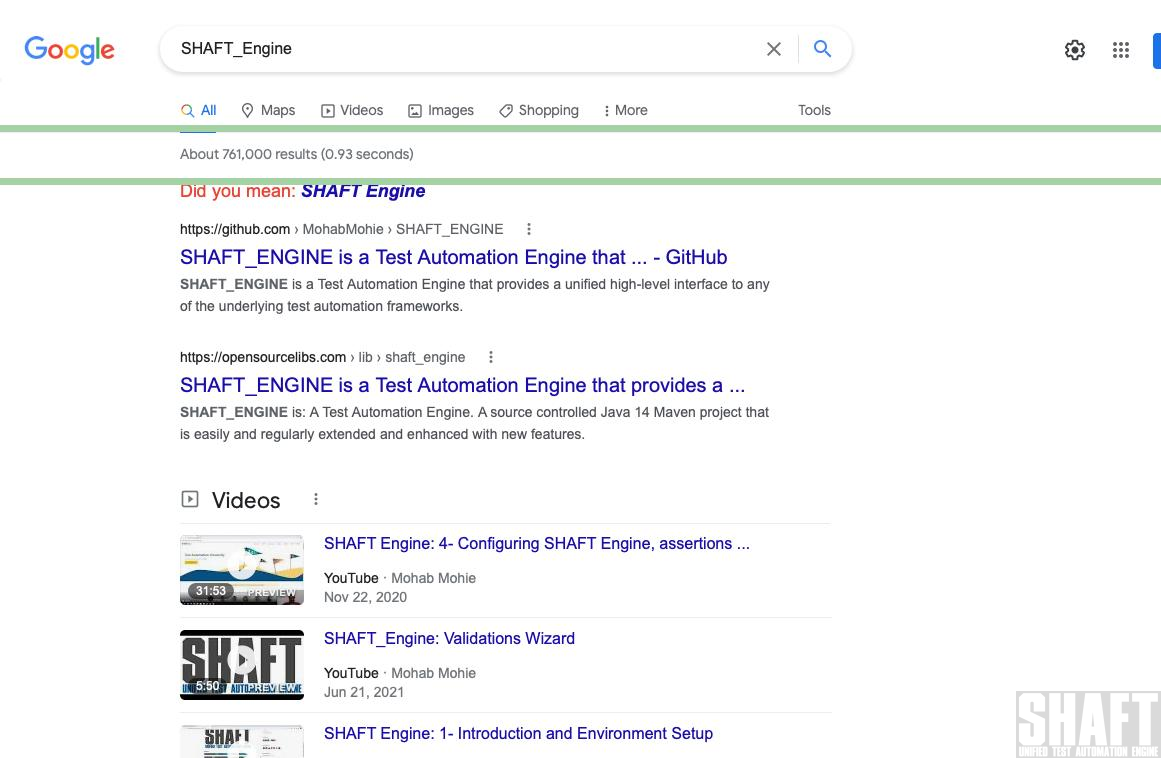 Google
SHAFT_Engine
All Maps Videos Images Shopping More Tools
About 761,000 results (0.93 seconds)
Did you mean: SHAFT Engine
https://github.com › MohabMohie › SHAFT_ENGINE
SHAFT_ENGINE is a Test Automation Engine that ... - GitHub
SHAFT_ENGINE is a Test Automation Engine that provides a unified high-level interface to any
of the underlying test automation frameworks.
https://opensourcelibs.com › lib › shaft_engine
SHAFT_ENGINE is a Test Automation Engine that provides a ...
SHAFT_ENGINE is: A Test Automation Engine. A source controlled Java 14 Maven project that
is easily and regularly extended and enhanced with new features.
Videos
SHAFT Engine: 4- Configuring SHAFT Engine, assertions ...
31:53 PREVIEW
YouTube · Mohab Mohie
Nov 22, 2020
SHAFT_Engine: Validations Wizard
SHAFT
5:50 PREVIEW
YouTube · Mohab Mohie
Jun 21, 2021
SHAFT Engine: 1- Introduction and Environment Setup
SHAFT
SHAFT
UNIFIED TEST AUTOMATION ENGINE